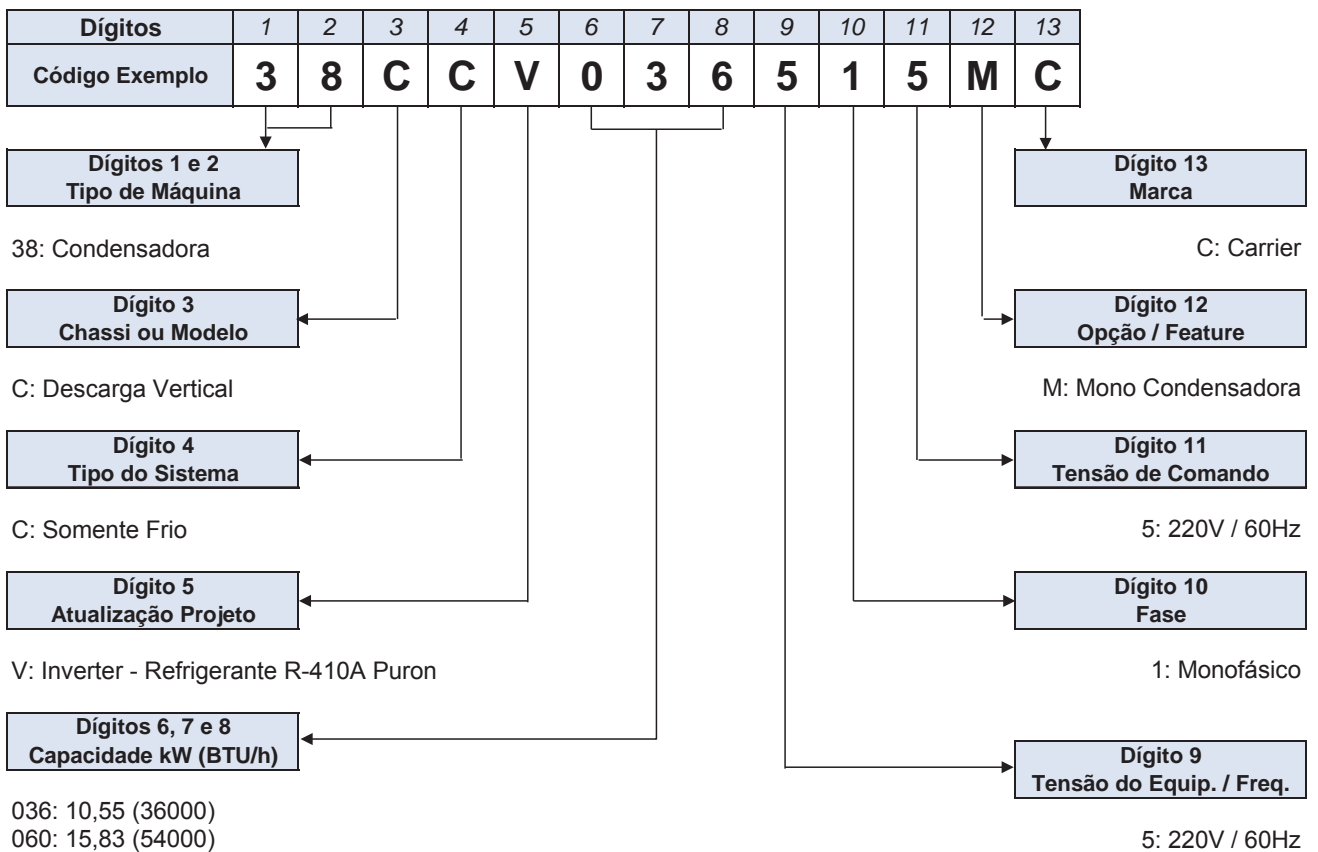 Dígitos 1 2 3 4 5 6 7 8 9 10 11 12 13
Código Exemplo 3 8 C C V 0 3 6 5 1 5 M C
Dígitos 1 e 2
Tipo de Máquina
38: Condensadora
Dígito 3
Chassi ou Modelo
C: Descarga Vertical
Dígito 4
Tipo do Sistema
C: Somente Frio
Dígito 5
Atualização Projeto
V: Inverter - Refrigerante R-410A Puron
Dígitos 6, 7 e 8
Capacidade kW (BTU/h)
036: 10,55 (36000)
060: 15,83 (54000)
Dígito 13
Marca
C: Carrier
Dígito 12
Opção / Feature
M: Mono Condensadora
Dígito 11
Tensão de Comando
5: 220V / 60Hz
Dígito 10
Fase
1: Monofásico
Dígito 9
Tensão do Equip. / Freq.
5: 220V / 60Hz